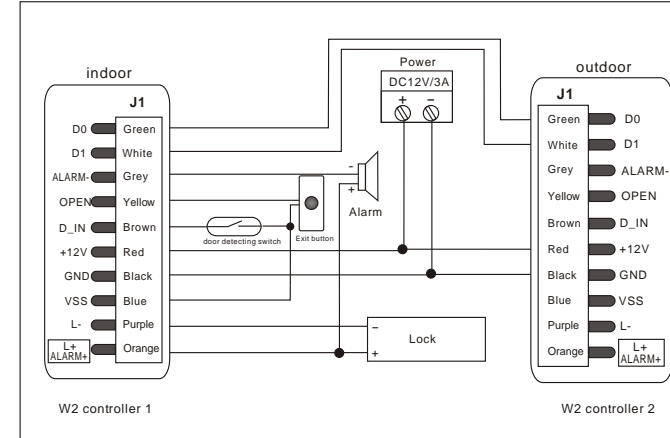 indoor
J1
D0 Green
D1 White
ALARM- Grey
OPEN Yellow
D_IN Brown
+12V Red
GND Black
VSS Blue
L- Purple
L+
ALARM+
Orange
W2 controller 1
Power
DC12V/3A
+ −
-
+
Alarm
door detecting switch
Exit button
−
Lock
+
outdoor
J1
Green D0
White D1
Grey ALARM-
Yellow OPEN
Brown D_IN
Red +12V
Black GND
Blue VSS
Purple L-
Orange
L+
ALARM+
W2 controller 2